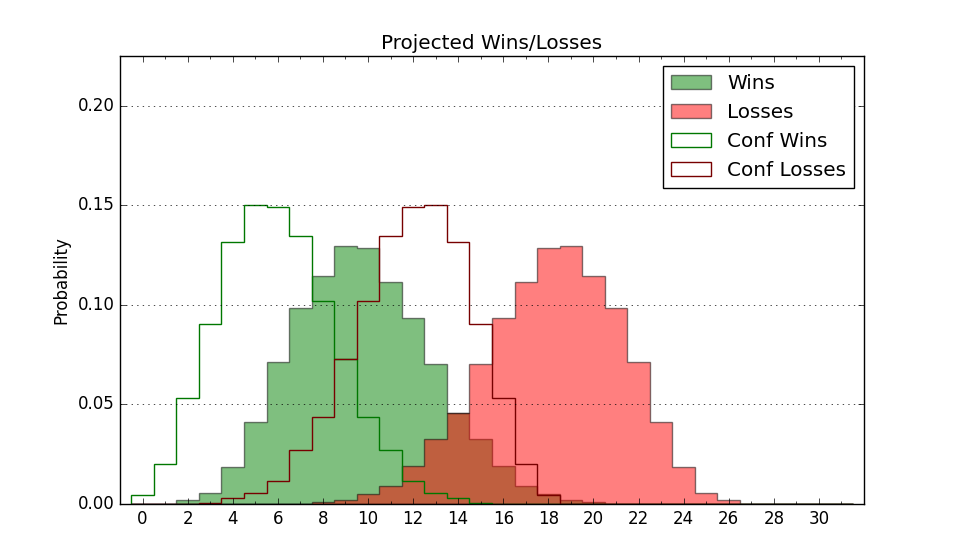 Projected Wins/Losses
Wins
Losses
Conf Wins
Conf Losses
Probability
0.20
0.15
0.10
0.05
0.00
0 2 4 6 8 10 12 14 16 18 20 22 24 26 28 30